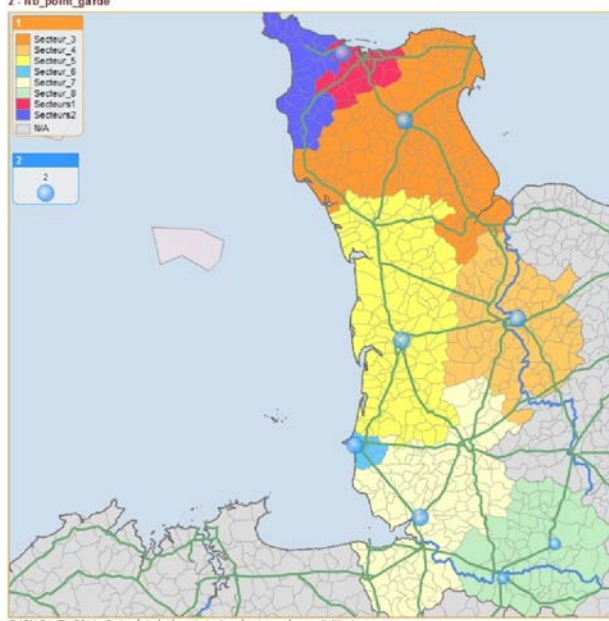 2 - Nb_point_garde
1
Secteur_3
Secteur_4
Secteur_5
Secteur_6
Secteur_7
Secteur_8
Secteurs1
Secteurs2
N/A
2
2